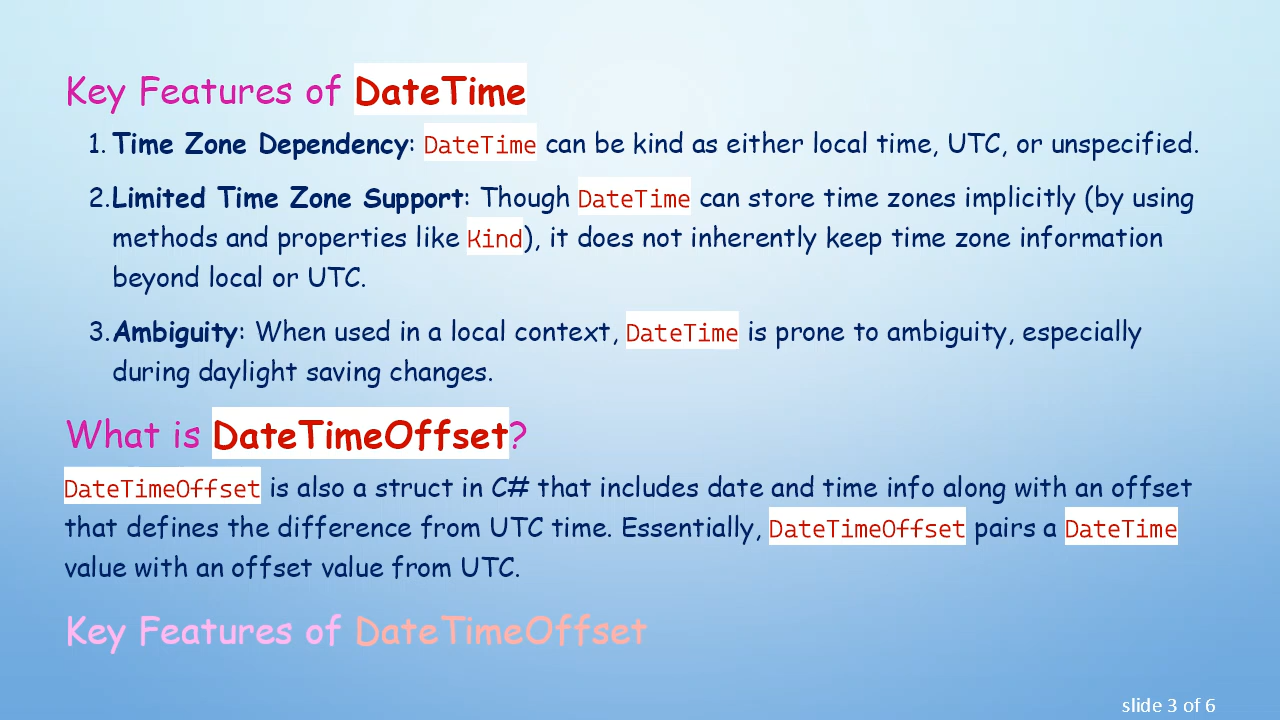 Key Features of DateTime
1. Time Zone Dependency: DateTime can be kind as either local time, UTC, or unspecified.
2. Limited Time Zone Support: Though DateTime can store time zones implicitly (by using
methods and properties like Kind), it does not inherently keep time zone information
beyond local or UTC.
3. Ambiguity: When used in a local context, DateTime is prone to ambiguity, especially
during daylight saving changes.
What is DateTimeOffset?
DateTimeOffset is also a struct in C# that includes date and time info along with an offset
that defines the difference from UTC time. Essentially, DateTimeOffset pairs a DateTime
value with an offset value from UTC.
Key Features of DateTimeOffset
slide 3 of 6